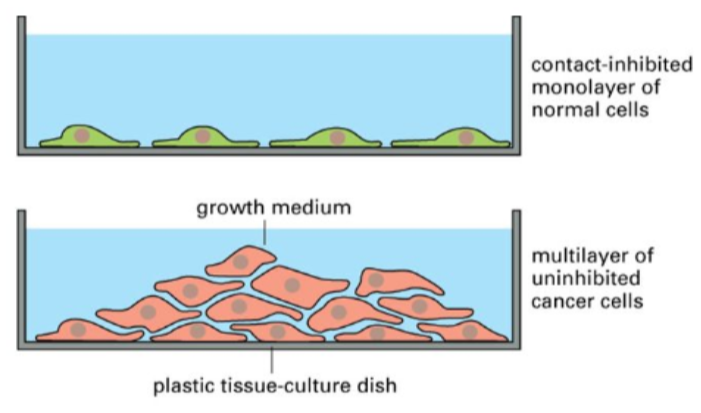 contact-inhibited
monolayer of
normal cells
growth medium
multilayer of
uninhibited
cancer cells
plastic tissue-culture dish